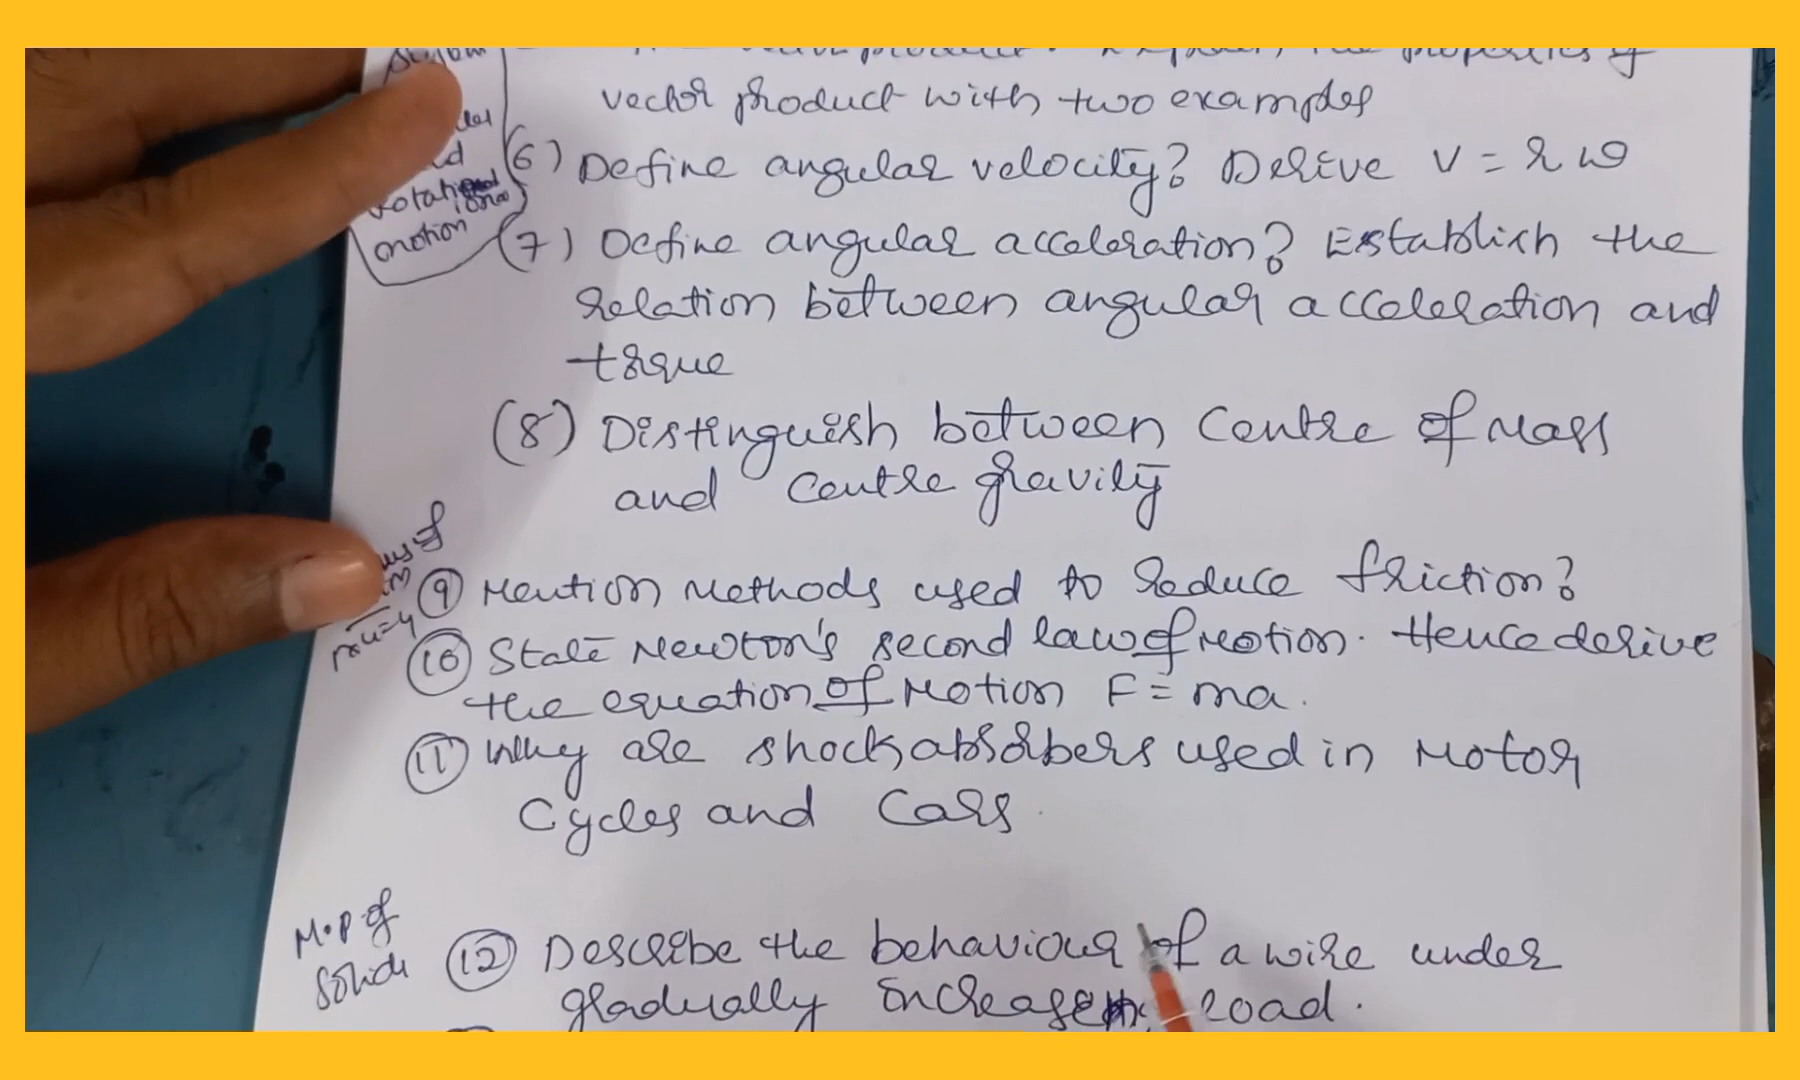 vector product with two examples
(6) Define angular velocity? Derive V = r ω
(7) Define angular acceleration? Establish the
relation between angular acceleration and
trque
(8) Distinguish between Centre of Mass
and Centre gravity
rotational
motion
(9) Mention Methods used to reduce friction?
(10) State Newton's second law of Motion. Hence derive
the equation of Motion F = ma.
(11) Why are shock absorbers used in Motor
Cycles and Cars
M.P of
Solids
(12) Describe the behaviour of a wire under
gradually increasing load.